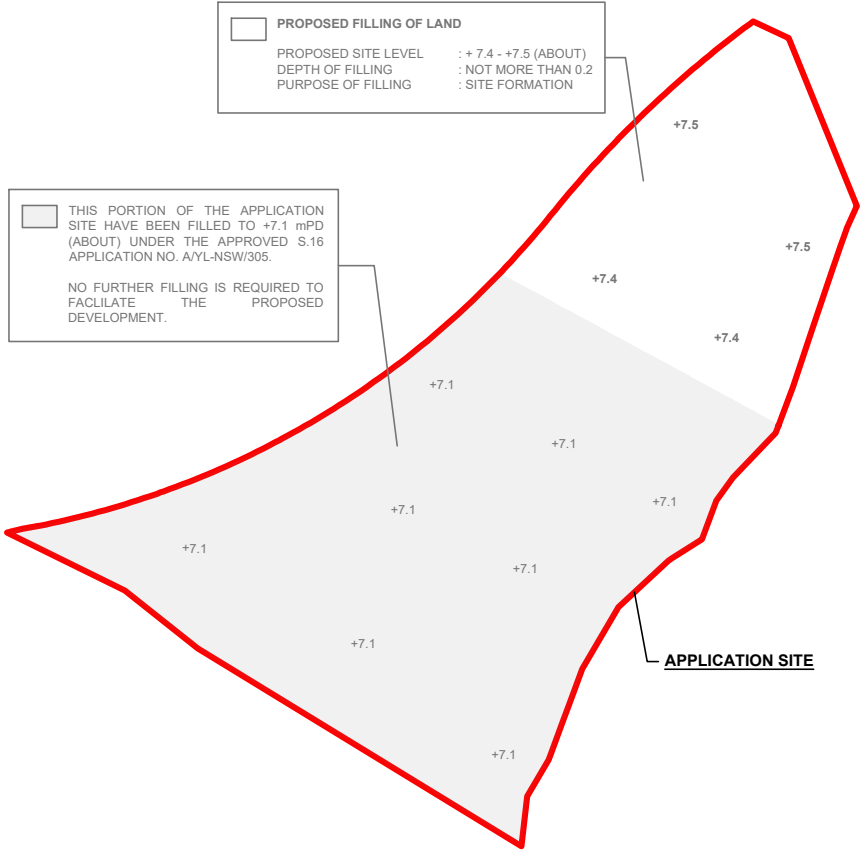 PROPOSED FILLING OF LAND
PROPOSED SITE LEVEL : + 7.4 - +7.5 (ABOUT)
DEPTH OF FILLING : NOT MORE THAN 0.2
PURPOSE OF FILLING : SITE FORMATION
+7.5
THIS PORTION OF THE APPLICATION
SITE HAVE BEEN FILLED TO +7.1 mPD
(ABOUT) UNDER THE APPROVED S.16
APPLICATION NO. A/YL-NSW/305.
NO FURTHER FILLING IS REQUIRED TO
FACLILATE THE PROPOSED
DEVELOPMENT.
+7.5
+7.4
+7.4
+7.1
+7.1
+7.1
+7.1
+7.1
+7.1
+7.1
APPLICATION SITE
+7.1